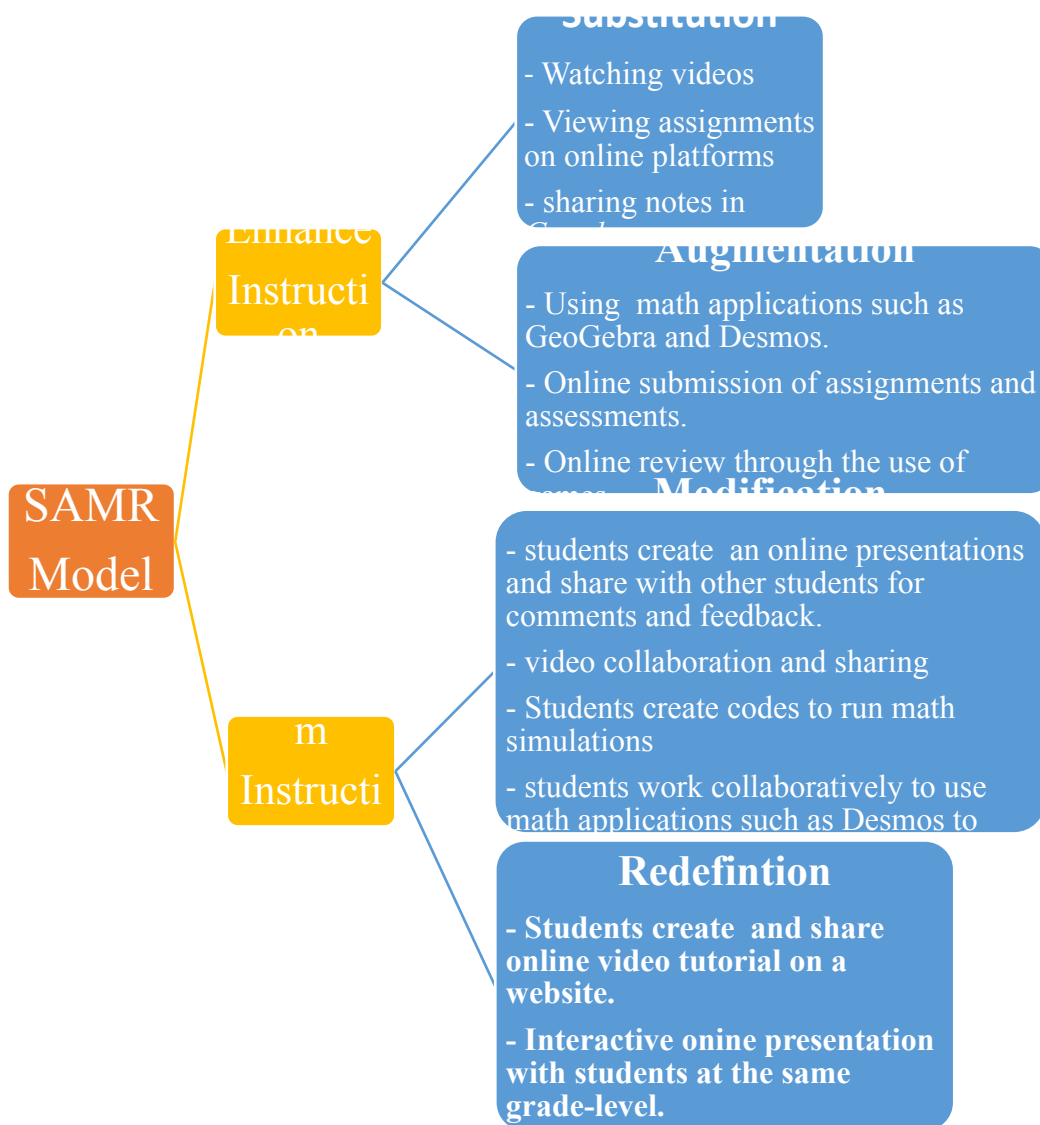 SAMR
Model
Enhance
Instructi
on
m
Instructi
Substitution
- Watching videos
- Viewing assignments
on online platforms
- sharing notes in
Augmentation
- Using  math applications such as
GeoGebra and Desmos.
- Online submission of assignments and
assessments.
- Online review through the use of
games
Modification
- students create  an online presentations
and share with other students for
comments and feedback.
- video collaboration and sharing
- Students create codes to run math
simulations
- students work collaboratively to use
math applications such as Desmos to
Redefintion
- Students create  and share
online video tutorial on a
website.
- Interactive onine presentation
with students at the same
grade-level.